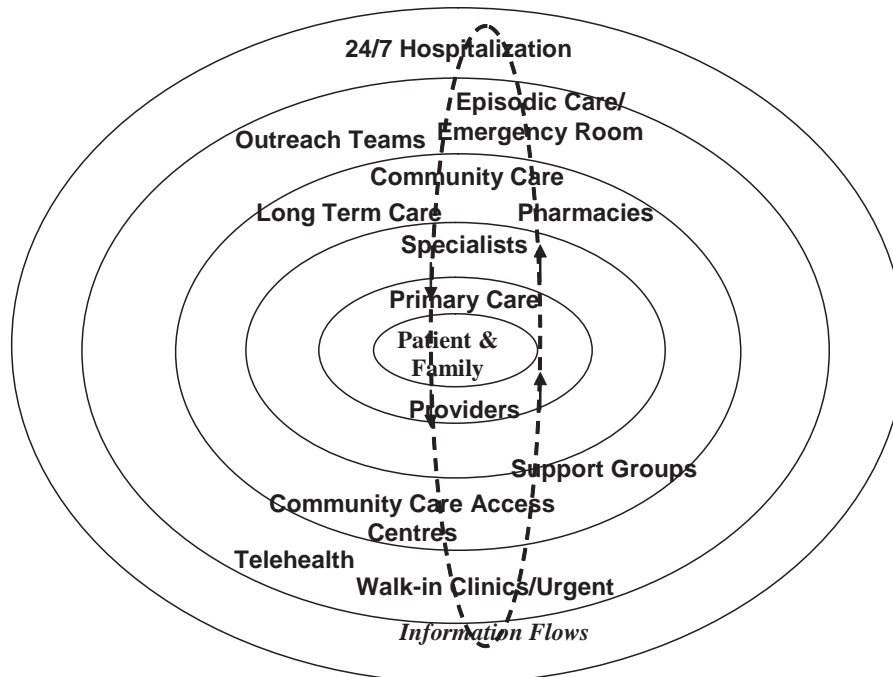 24/7 Hospitalization
Episodic Care/
Emergency Room
Outreach Teams
Community Care
Long Term Care
Pharmacies
Specialists
Primary Care
Patient &
Family
Providers
Support Groups
Community Care Access
Centres
Telehealth
Walk-in Clinics/Urgent
Information Flows